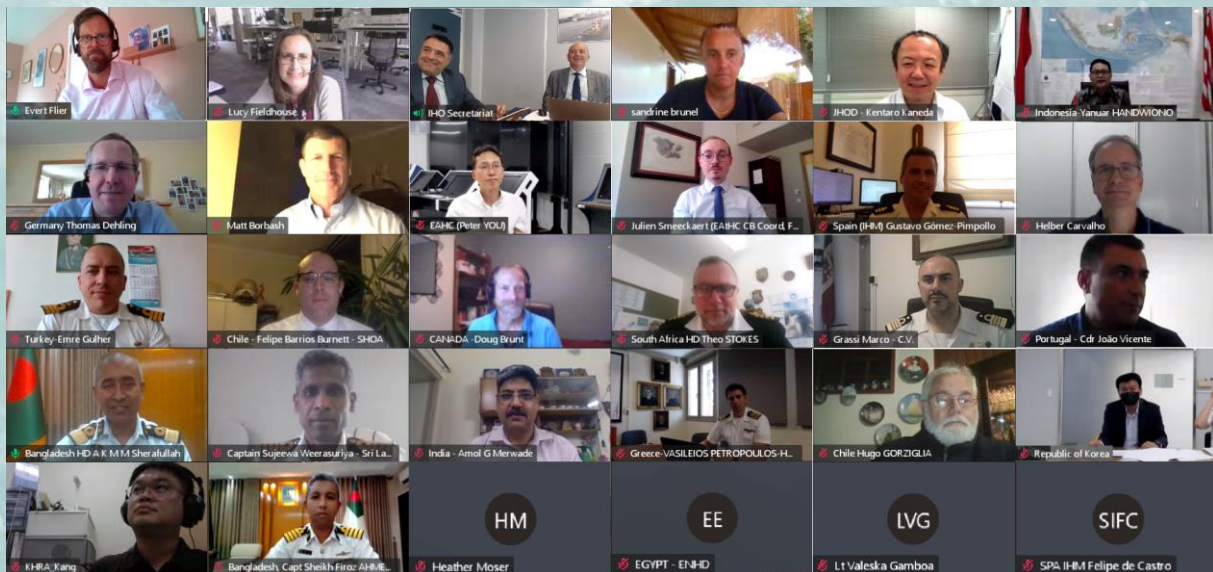 Evert Flier
Lucy Fieldhouse
IHO Secretariat
sandrine brunel
JHOD - Kentaro Kaneda
Indonesia-Yanuar HANDWIONO
Germany Thomas Dehling
Matt Borbash
EAHC (Peter YOU)
Julien Smeeckaert (EAtHC CB Coord, F...
Spain (IHM) Gustavo Gómez-Pimpollo
Helber Carvalho
Turkey-Emre Gulher
Chile - Felipe Barrios Burnett - SHOA
CANADA -Doug Brunt
South Africa HD Theo STOKES
Grassi Marco - C.V.
Portugal - Cdr João Vicente
Bangladesh HD A K M M Sherafullah
Captain Sujeewa Weerasuriya - Sri La...
India - Amol G Merwade
Greece-VASILEIOS PETROPOULOS-H...
Chile Hugo GORZIGLIA
Republic of Korea
KHRA_Kang
Bangladesh, Capt Sheikh Firoz AHME...
HM
Heather Moser
EE
EGYPT - ENHD
LVG
Lt Valeska Gamboa
SIFC
SPA IHM Felipe de Castro